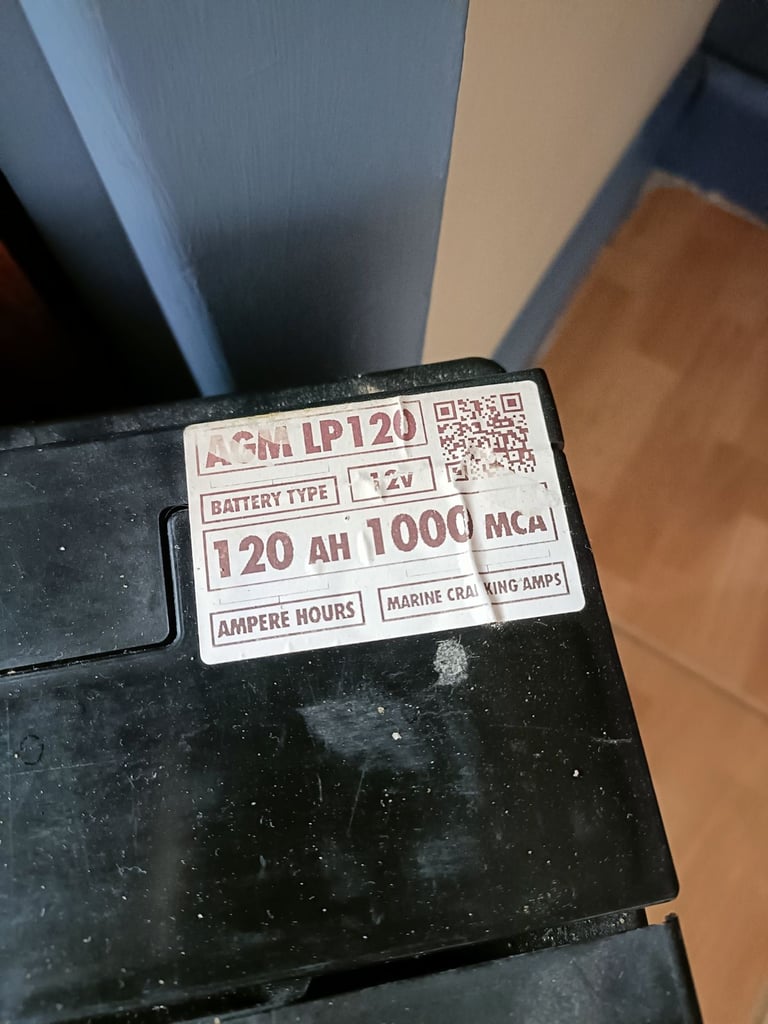 AGM LP120
BATTERY TYPE 12V
120 AH 1000 MCA
AMPERE HOURS MARINE CRANKING AMPS